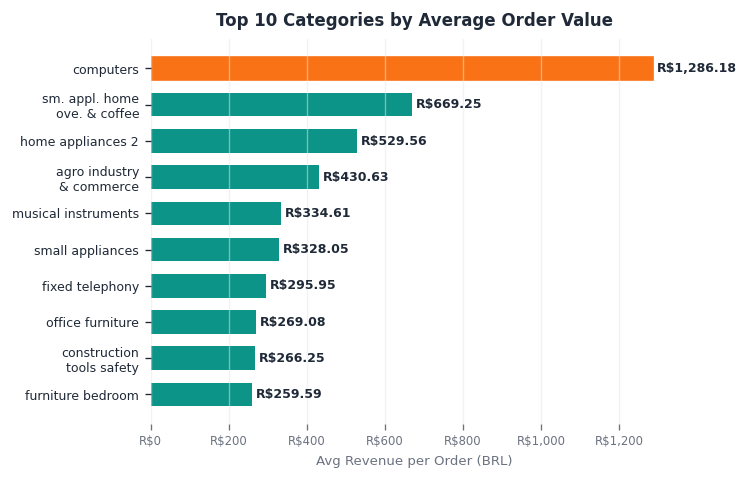 Top 10 Categories by Average Order Value
computers
R$1,286.18
sm. appl. home
ove. & coffee
R$669.25
home appliances 2
R$529.56
agro industry
& commerce
R$430.63
musical instruments
R$334.61
small appliances
R$328.05
fixed telephony
R$295.95
office furniture
R$269.08
construction
tools safety
R$266.25
furniture bedroom
R$259.59
R$0 R$200 R$400 R$600 R$800 R$1,000 R$1,200
Avg Revenue per Order (BRL)